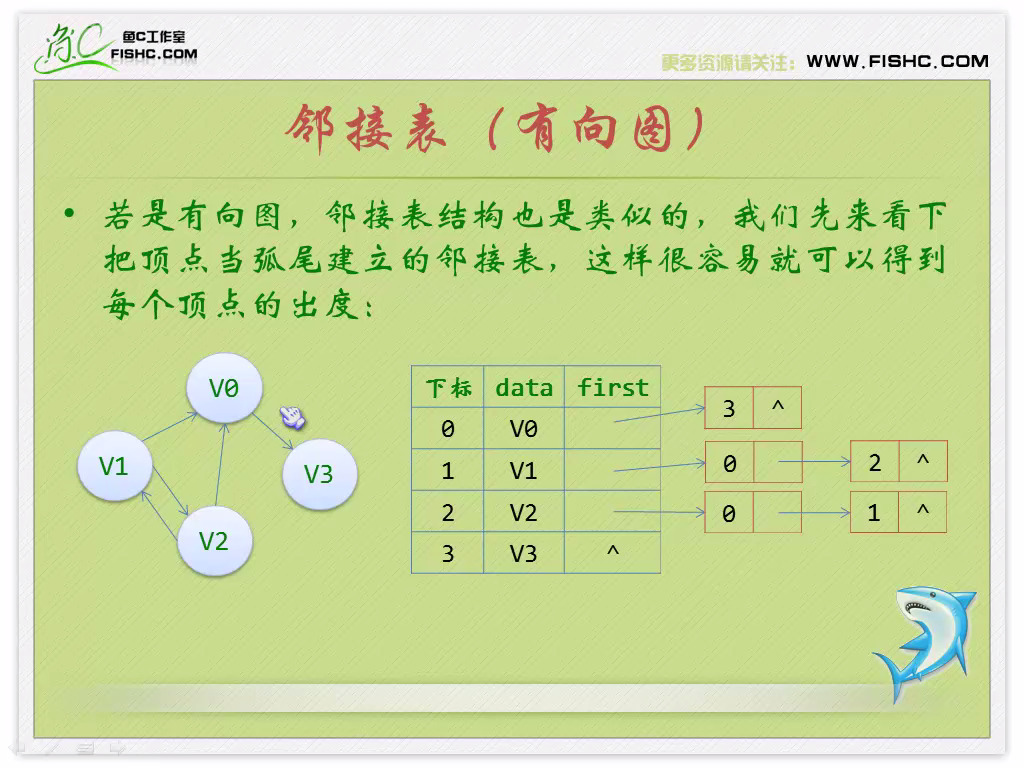 鱼C
鱼C工作室
FISHC.COM
更多资源请关注：WWW.FISHC.COM
邻接表（有向图）
• 若是有向图，邻接表结构也是类似的，我们先来看下
把顶点当弧尾建立的邻接表，这样很容易就可以得到
每个顶点的出度：
V0
V1
V3
V2
下标 data first
0 V0
3 ^
1 V1
0
2 ^
2 V2
0
1 ^
3 V3 ^